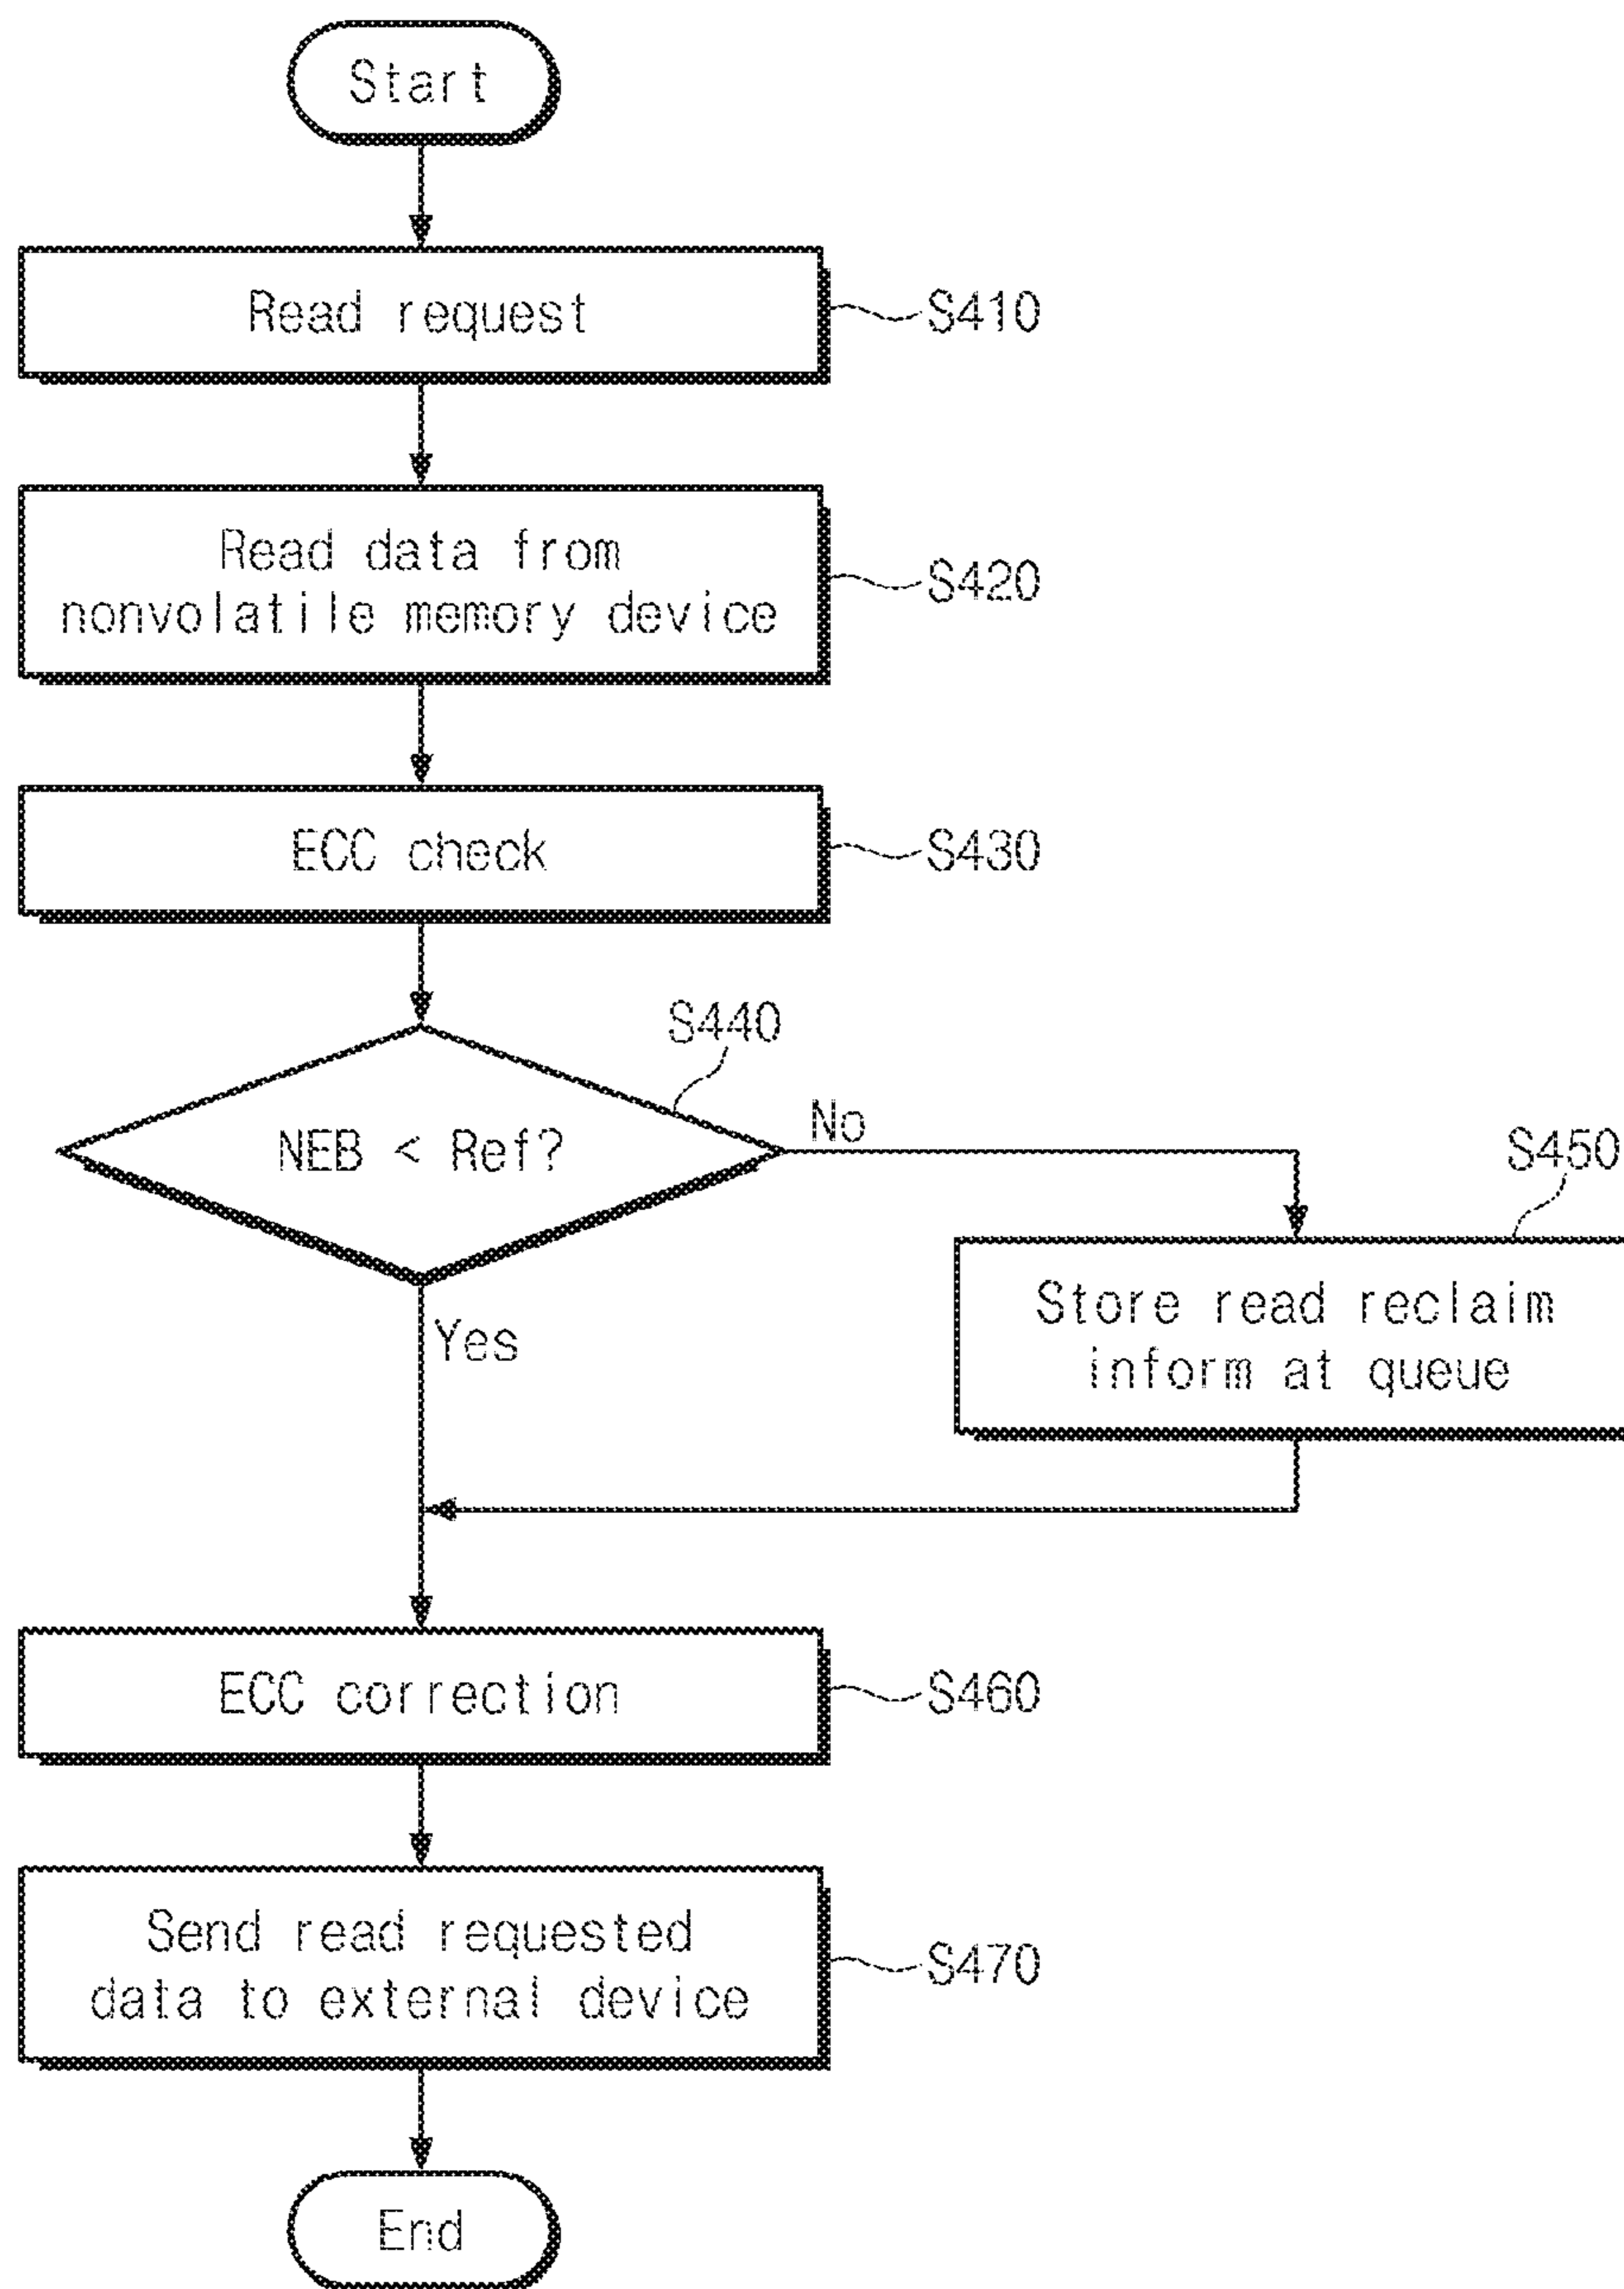 Start
Read request
S410
Read data from
nonvolatile memory device
S420
ECC check
S430
S440
NEB < Ref?
No
Yes
S450
Store read reclaim
inform at queue
ECC correction
S460
Send read requested
data to external device
S470
End